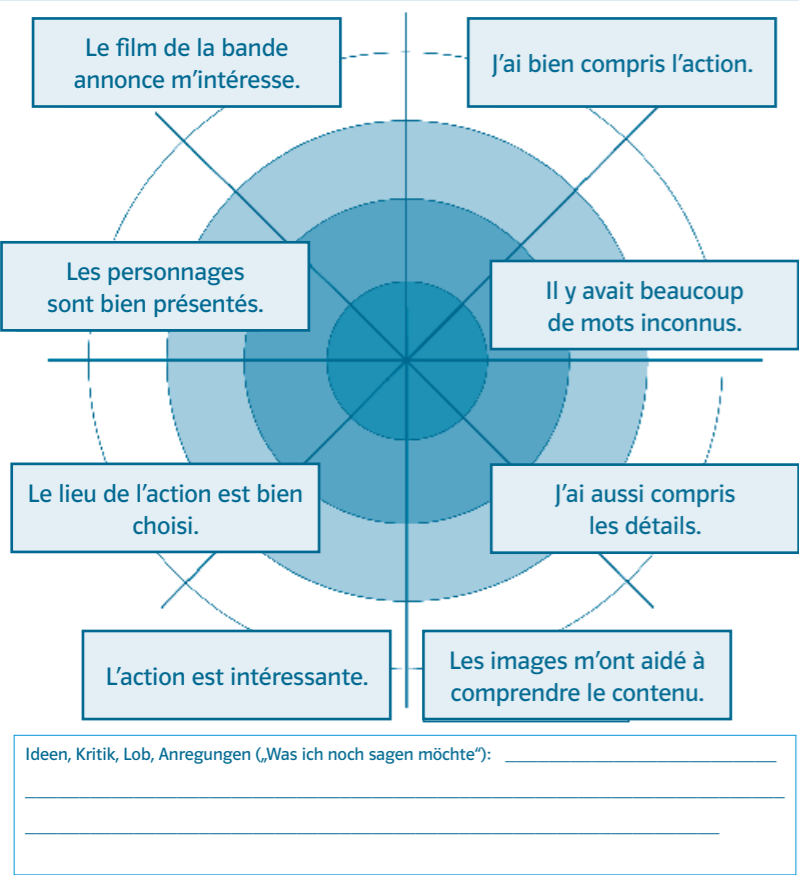 Le film de la bande
annonce m'intéresse.
J'ai bien compris l'action.
Les personnages
sont bien présentés.
Il y avait beaucoup
de mots inconnus.
Le lieu de l'action est bien
choisi.
J'ai aussi compris
les détails.
L'action est intéressante.
Les images m'ont aidé à
comprendre le contenu.
Ideen, Kritik, Lob, Anregungen („Was ich noch sagen möchte“):